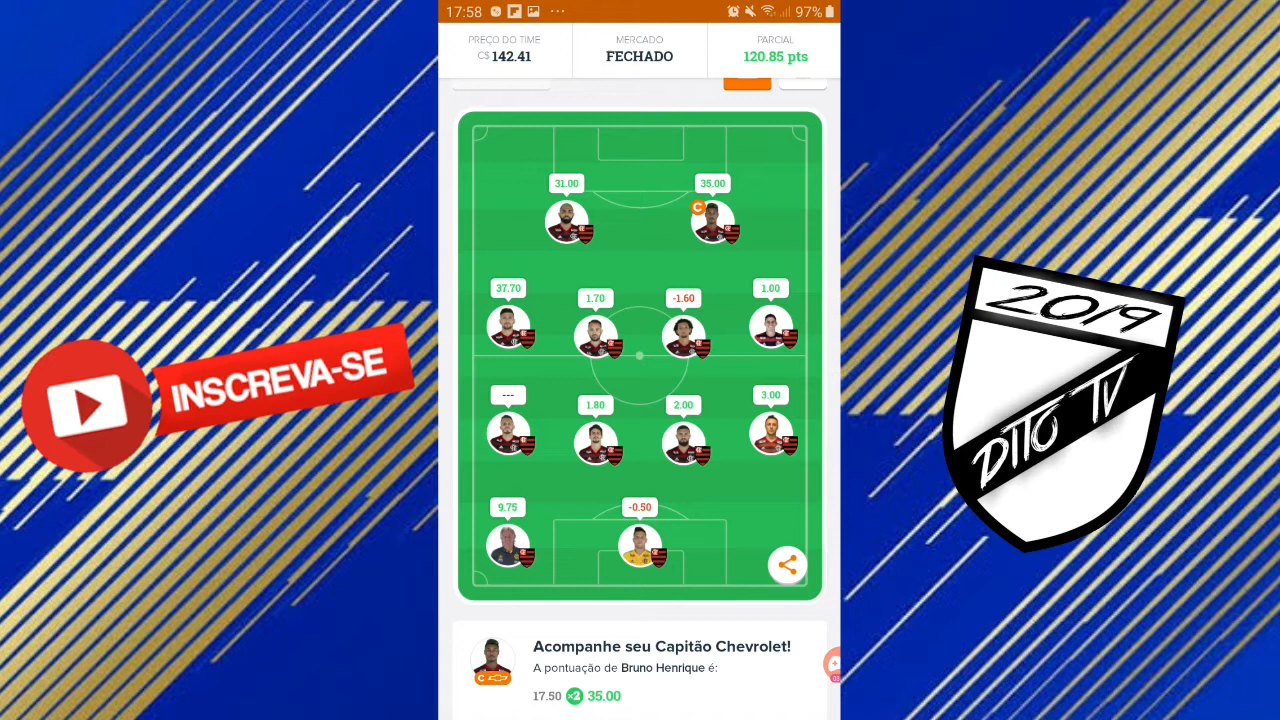 17:58 ... 97%
PREÇO DO TIME
C$ 142.41
MERCADO
FECHADO
PARCIAL
120.85 pts
31.00
35.00
C
37.70
1.70
-1.60
1.00
---
1.80
2.00
3.00
9.75
-0.50
Acompanhe seu Capitão Chevrolet!
A pontuação de Bruno Henrique é:
C
17.50 x2 35.00
INSCREVA-SE
2019
DITO TV